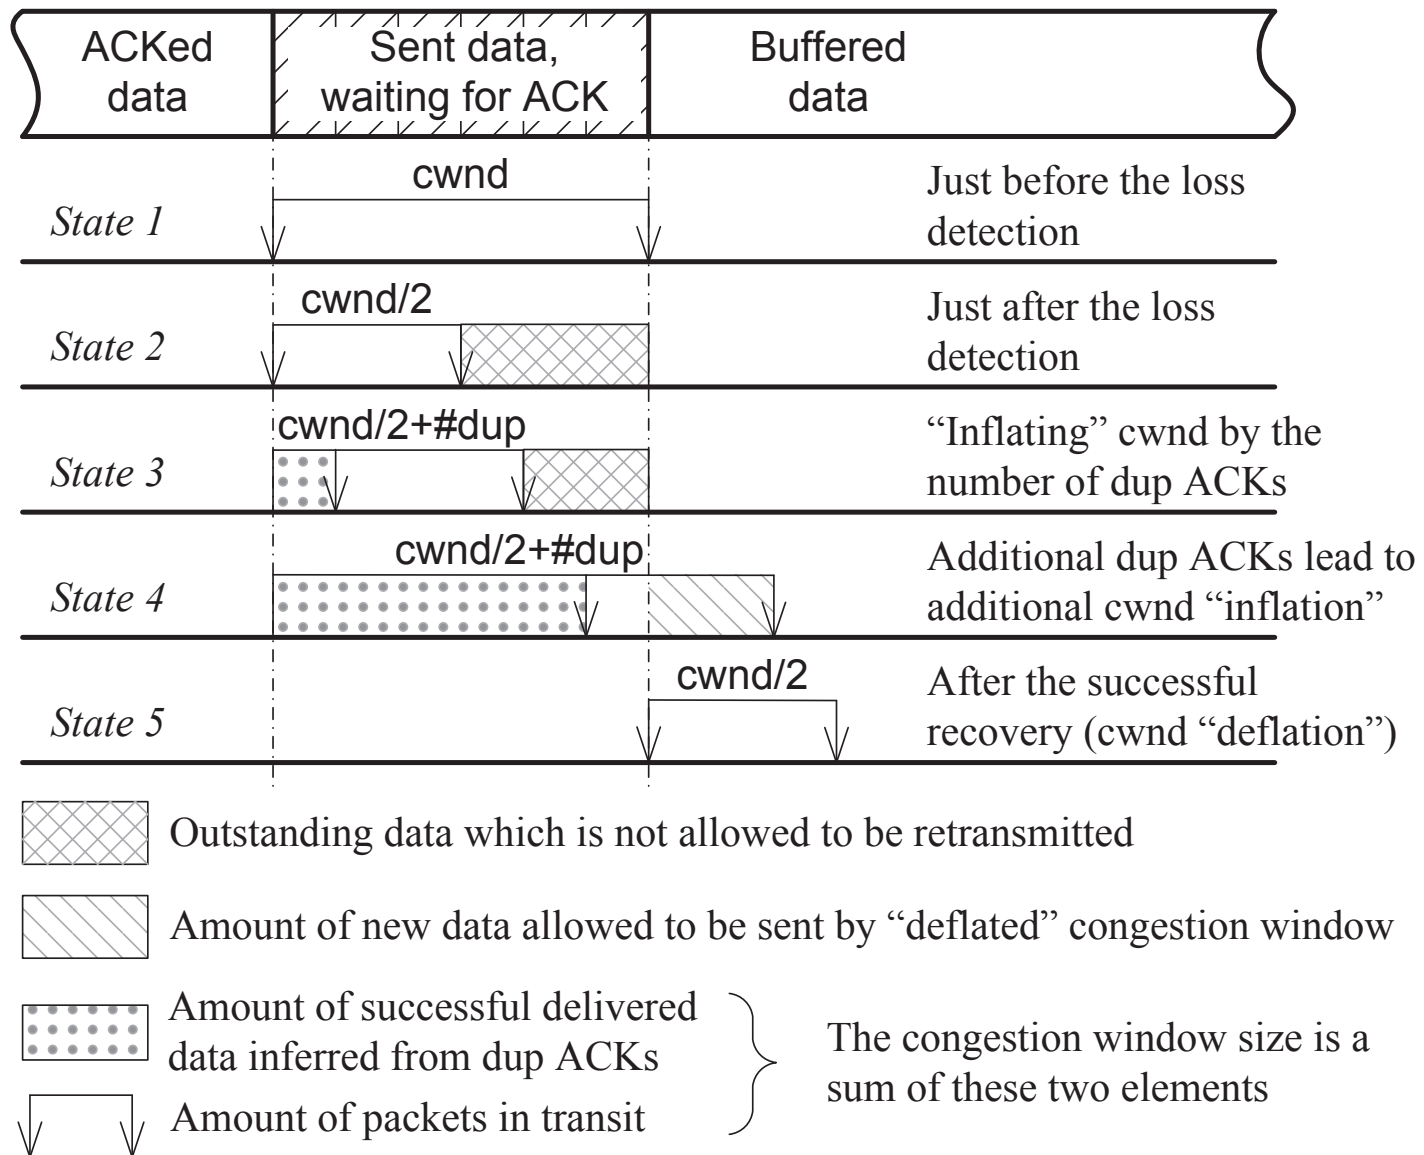 ACKed
data
Sent data,
waiting for ACK
Buffered
data
State 1
cwnd
Just before the loss
detection
State 2
cwnd/2
Just after the loss
detection
State 3
cwnd/2+#dup
“Inflating” cwnd by the
number of dup ACKs
State 4
cwnd/2+#dup
Additional dup ACKs lead to
additional cwnd “inflation”
State 5
cwnd/2
After the successful
recovery (cwnd “deflation”)
Outstanding data which is not allowed to be retransmitted
Amount of new data allowed to be sent by “deflated” congestion window
Amount of successful delivered
data inferred from dup ACKs
Amount of packets in transit
The congestion window size is a
sum of these two elements